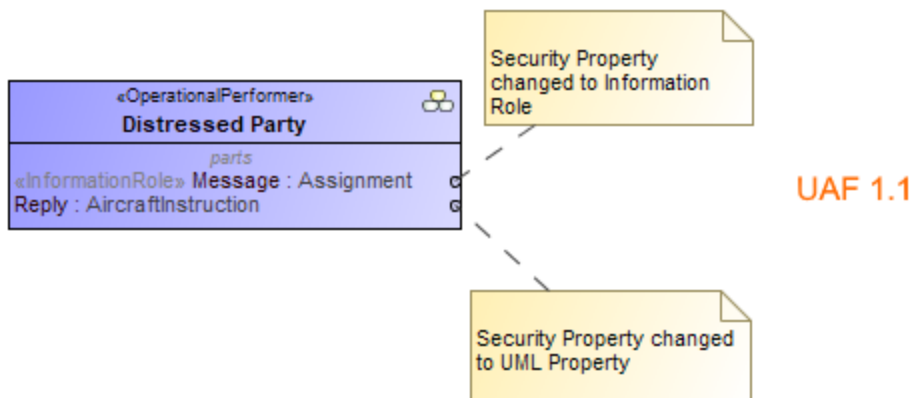 Security Property
changed to Information
Role
«OperationalPerformer»
Distressed Party
parts
«InformationRole» Message : Assignment
Reply : AircraftInstruction
UAF 1.1
Security Property changed
to UML Property